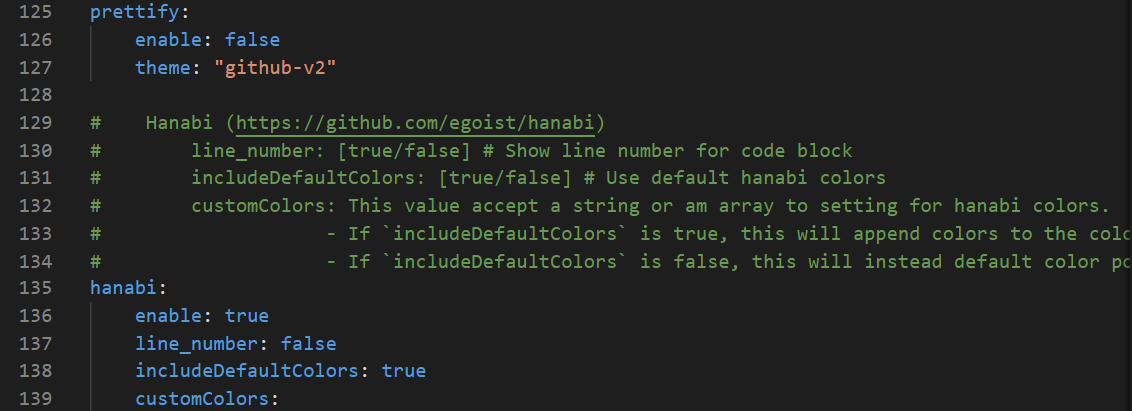 125 prettify:
126     enable: false
127     theme: "github-v2"
128
129 #    Hanabi (https://github.com/egoist/hanabi)
130 #        line_number: [true/false] # Show line number for code block
131 #        includeDefaultColors: [true/false] # Use default hanabi colors
132 #        customColors: This value accept a string or am array to setting for hanabi colors.
133 #                    - If `includeDefaultColors` is true, this will append colors to the
134 #                    - If `includeDefaultColors` is false, this will instead default color
135 hanabi:
136     enable: true
137     line_number: false
138     includeDefaultColors: true
139     customColors: